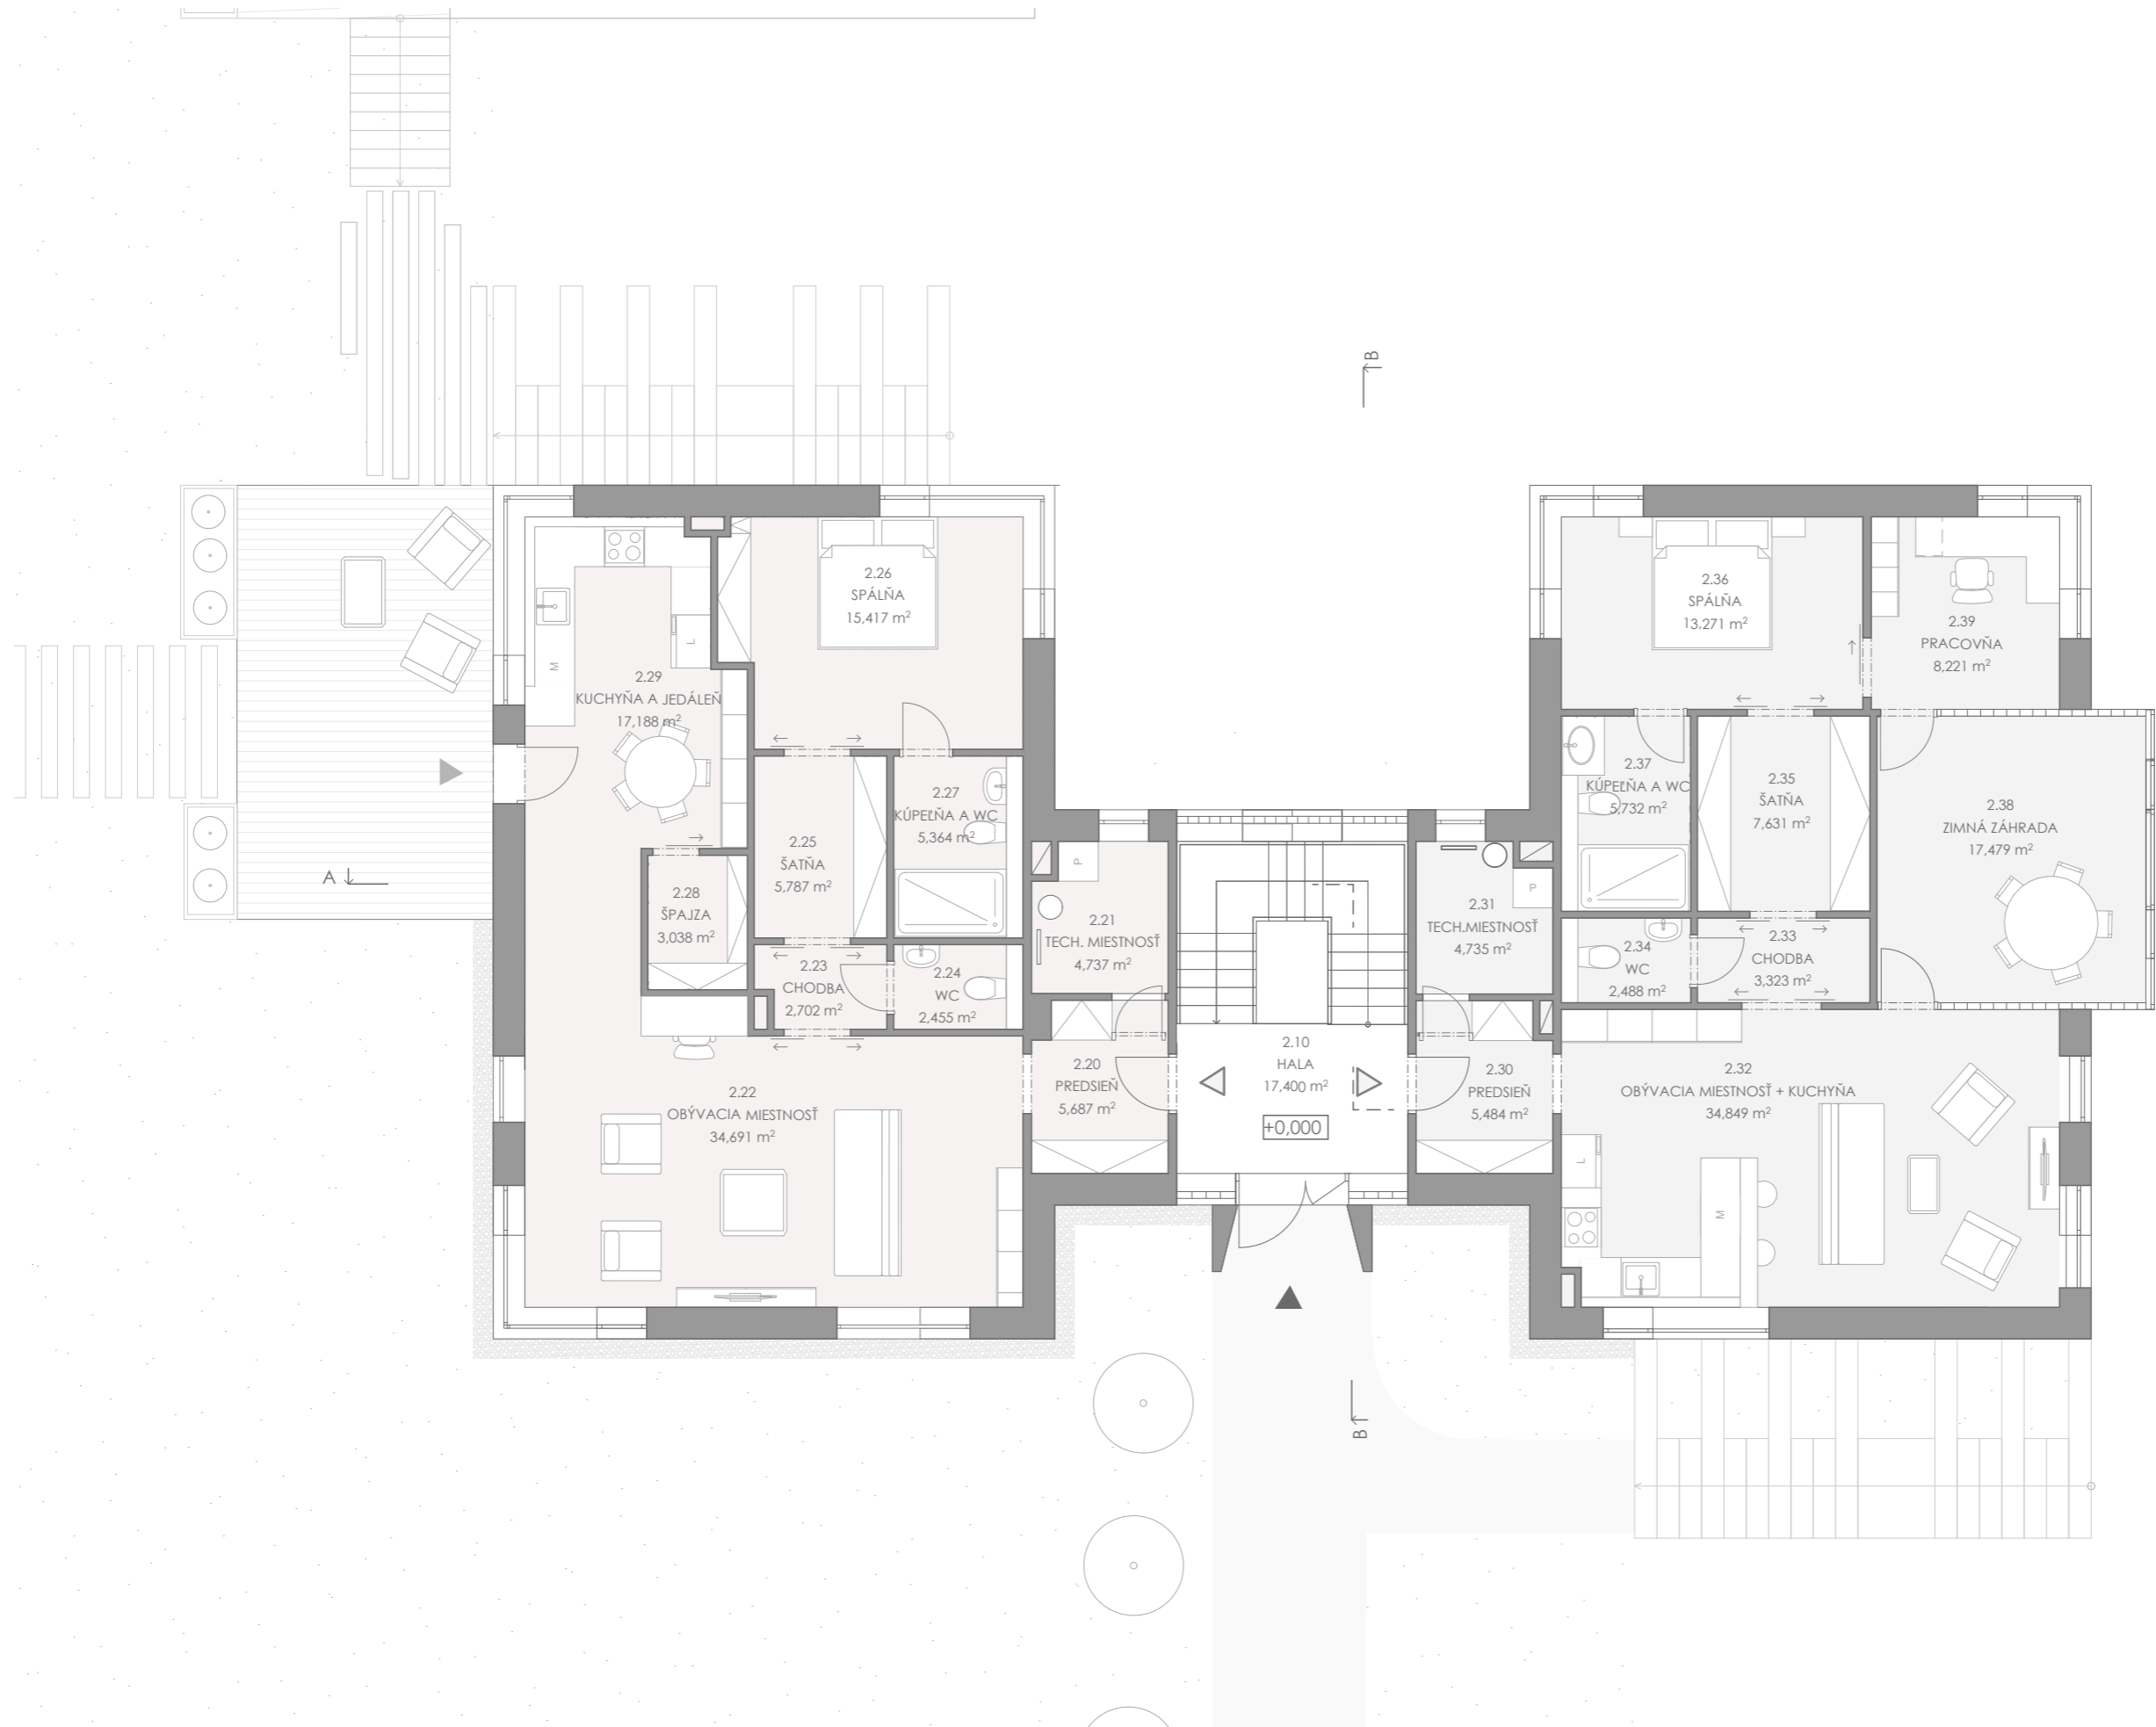 B
2.26
SPÁLŇA
15,417 m²
2.36
SPÁLŇA
13,271 m²
2.39
PRACOVŇA
8,221 m²
L
M
2.29
KUCHYŇA A JEDÁLEŇ
17,188 m²
2.27
KÚPEĽŇA A WC
5,364 m²
2.37
KÚPEĽŇA A WC
5,732 m²
2.35
ŠATŇA
7,631 m²
2.38
ZIMNÁ ZÁHRADA
17,479 m²
2.25
ŠATŇA
5,787 m²
P
A
2.28
ŠPAJZA
3,038 m²
P
2.21
TECH. MIESTNOSŤ
4,737 m²
2.31
TECH.MIESTNOSŤ
4,735 m²
2.34
WC
2,488 m²
2.33
CHODBA
3,323 m²
2.23
CHODBA
2,702 m²
2.24
WC
2,455 m²
2.10
HALA
17,400 m²
+0,000
2.20
PREDSIEŇ
5,687 m²
2.30
PREDSIEŇ
5,484 m²
2.32
OBÝVACIA MIESTNOSŤ + KUCHYŇA
34,849 m²
2.22
OBÝVACIA MIESTNOSŤ
34,691 m²
L
M
B